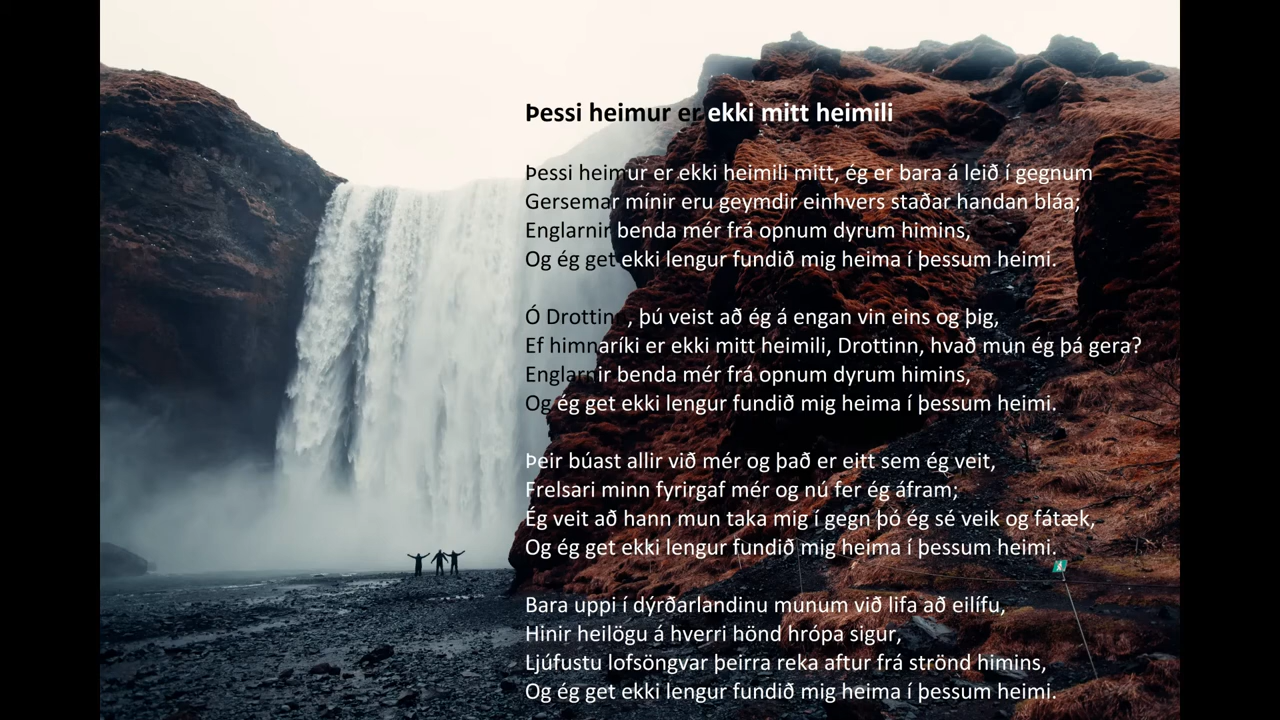 Þessi heimur er ekki mitt heimili
Þessi heimur er ekki heimili mitt, ég er bara á leið í gegnum
Gersemar mínir eru geymdir einhvers staðar handan bláa;
Englarnir benda mér frá opnum dyrum himins,
Og ég get ekki lengur fundið mig heima í þessum heimi.
Ó Drottinn, þú veist að ég á engan vin eins og þig,
Ef himnaríki er ekki mitt heimili, Drottinn, hvað mun ég þá gera?
Englarnir benda mér frá opnum dyrum himins,
Og ég get ekki lengur fundið mig heima í þessum heimi.
Þeir búast allir við mér og það er eitt sem ég veit,
Frelsari minn fyrirgaf mér og nú fer ég áfram;
Ég veit að hann mun taka mig í gegn þó ég sé veik og fátæk,
Og ég get ekki lengur fundið mig heima í þessum heimi.
Bara uppi í dýrðarlandinu munum við lifa að eilífu,
Hinir heilögu á hverri hönd hrópa sigur,
Ljúfustu lofsöngvar þeirra reka aftur frá strönd himins,
Og ég get ekki lengur fundið mig heima í þessum heimi.